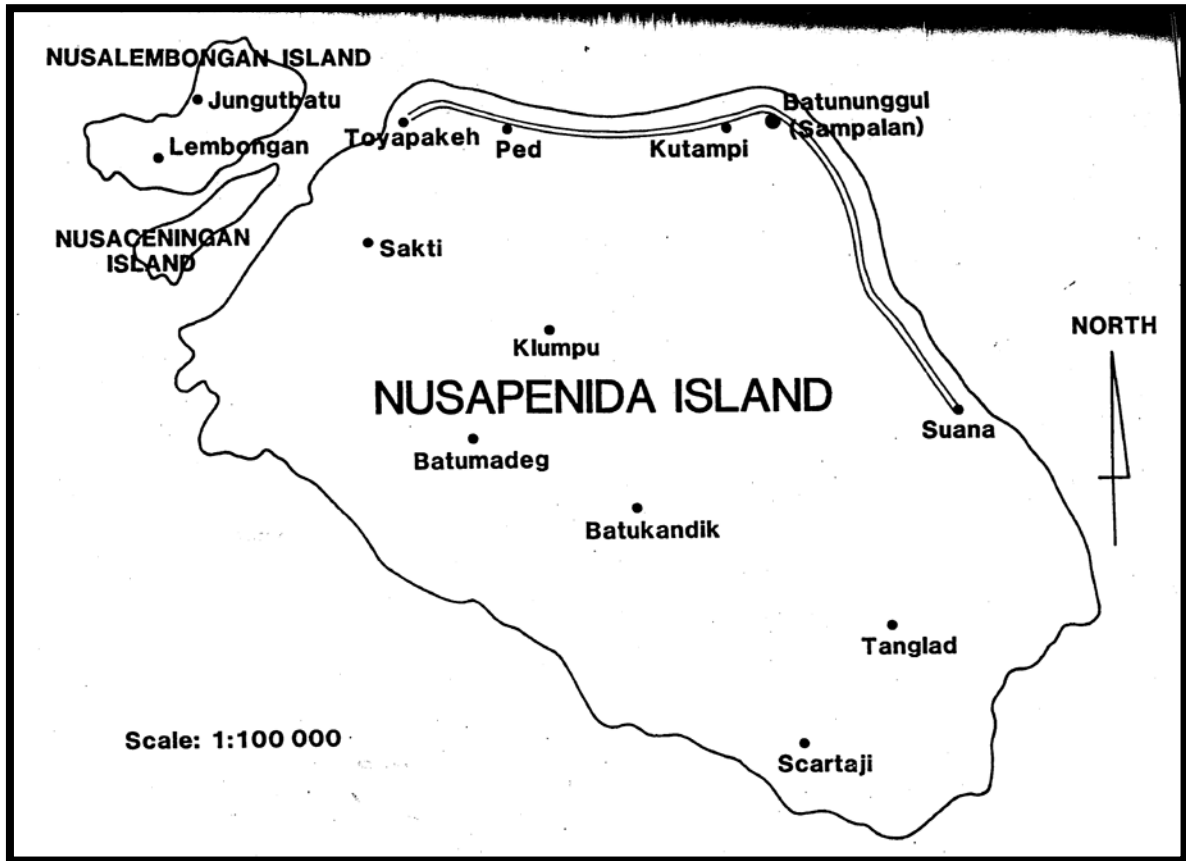 NUSALEMBONGAN ISLAND
Jungutbatu
Lembongan
NUSACENINGAN
ISLAND
Toyapakeh
Ped
Kutampi
Batununggul
(Sampalan)
Sakti
Klumpu
NUSAPENIDA ISLAND
NORTH
Suana
Batumadeg
Batukandik
Tanglad
Scale: 1:100 000
Scartaji